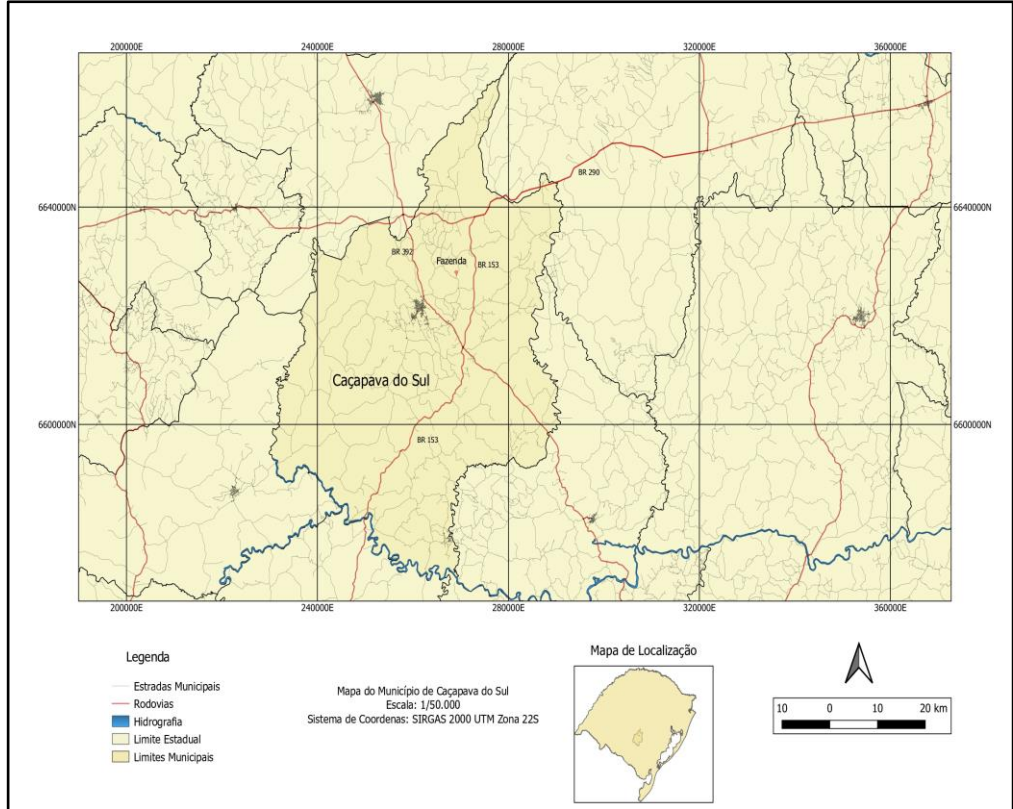 200000E 240000E 280000E 320000E 360000E
BR 290
6640000N 6640000N
BR 392
Fazenda
BR 153
Caçapava do Sul
6600000N 6600000N
BR 153
200000E 240000E 280000E 320000E 360000E
Legenda
Estradas Municipais
Rodovias
Hidrografia
Limite Estadual
Limites Municipais
Mapa do Município de Caçapava do Sul
Escala: 1/50.000
Sistema de Coordenas: SIRGAS 2000 UTM Zona 22S
Mapa de Localização
10 0 10 20 km